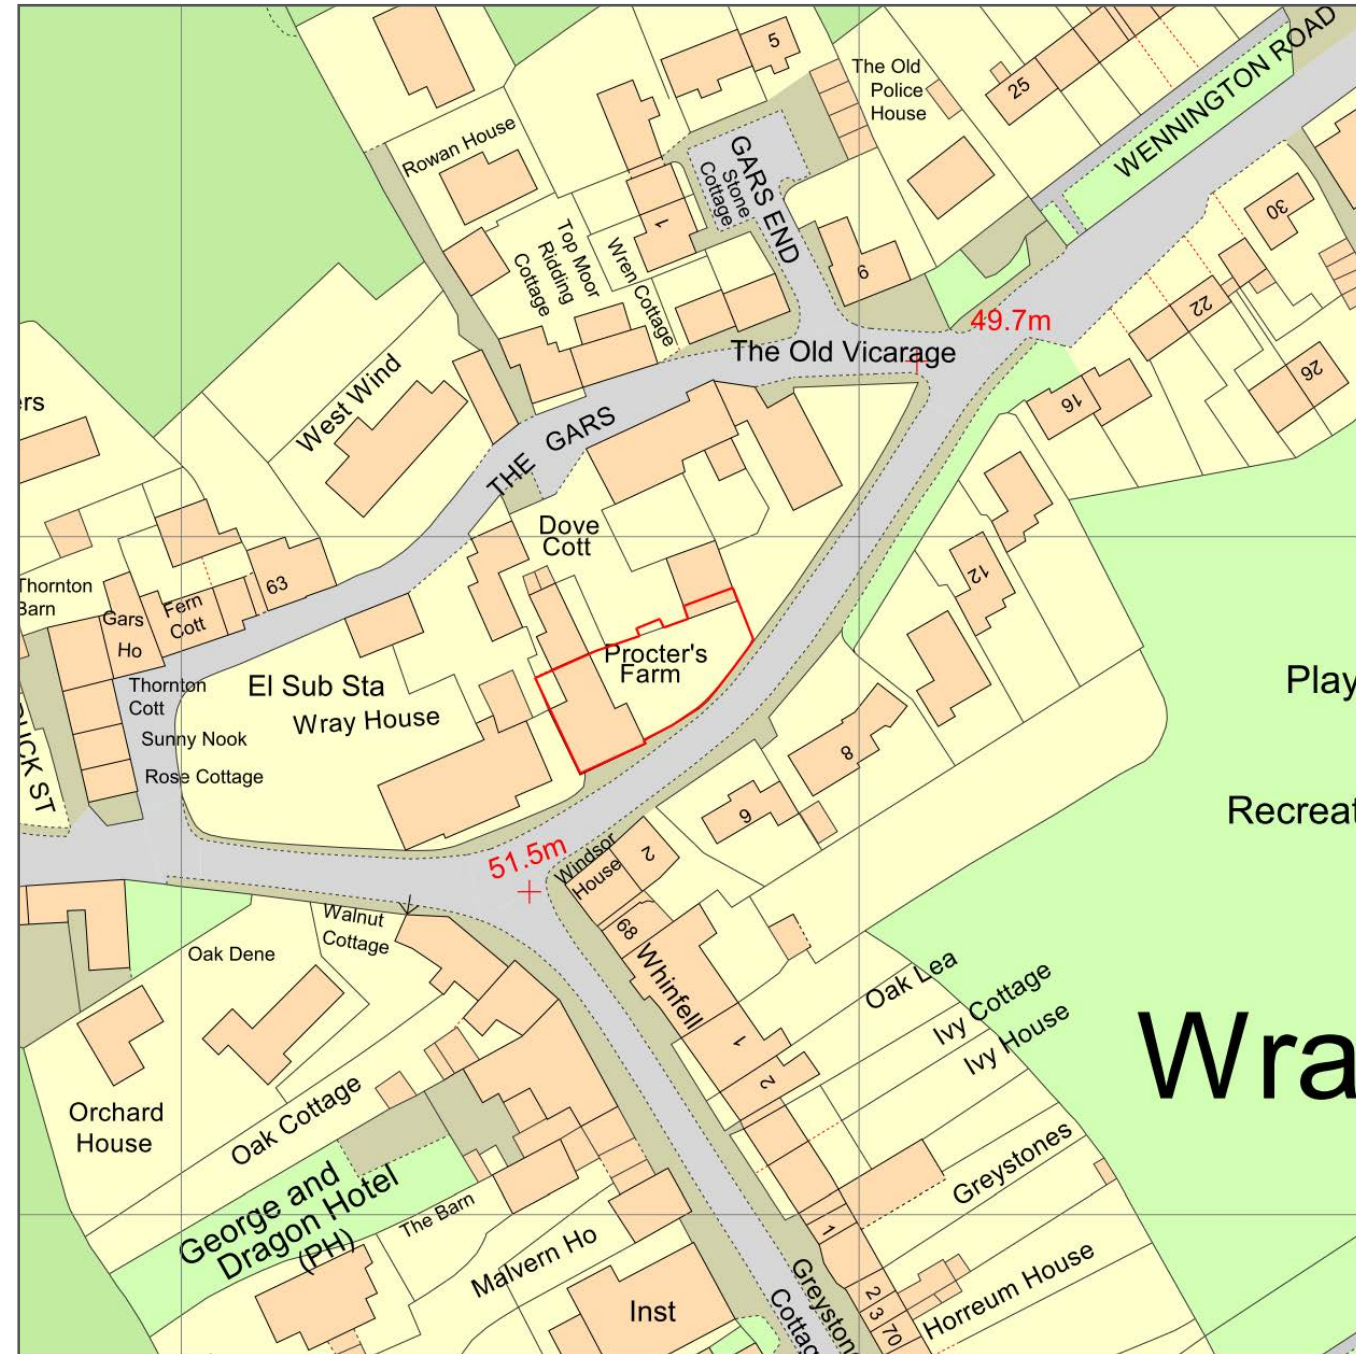 5
The Old
Police
House
25
WENNINGTON ROAD
Rowan House
GARS END
Stone
Cottage
1
Top Moor
Ridding
Cottage
Wren Cottage
9
30
22
49.7m
The Old Vicarage
26
16
West Wind
ers
THE GARS
Dove
Cott
12
Thornton
Barn
63
Fern
Cott
Gars
Ho
Procter's
Farm
El Sub Sta
Wray House
Thornton
Cott
Sunny Nook
Rose Cottage
DUCK ST
Play
8
Recreat
6
51.5m
Windsor
House
2
68
Whinfell
Walnut
Cottage
Oak Dene
Oak Lea
Ivy Cottage
Ivy House
1
2
Wra
Orchard
House
Oak Cottage
George and
Dragon Hotel
(PH)
The Barn
Malvern Ho
Inst
Greystones
1
2
3
70
Horreum House
Greyston
Cottag